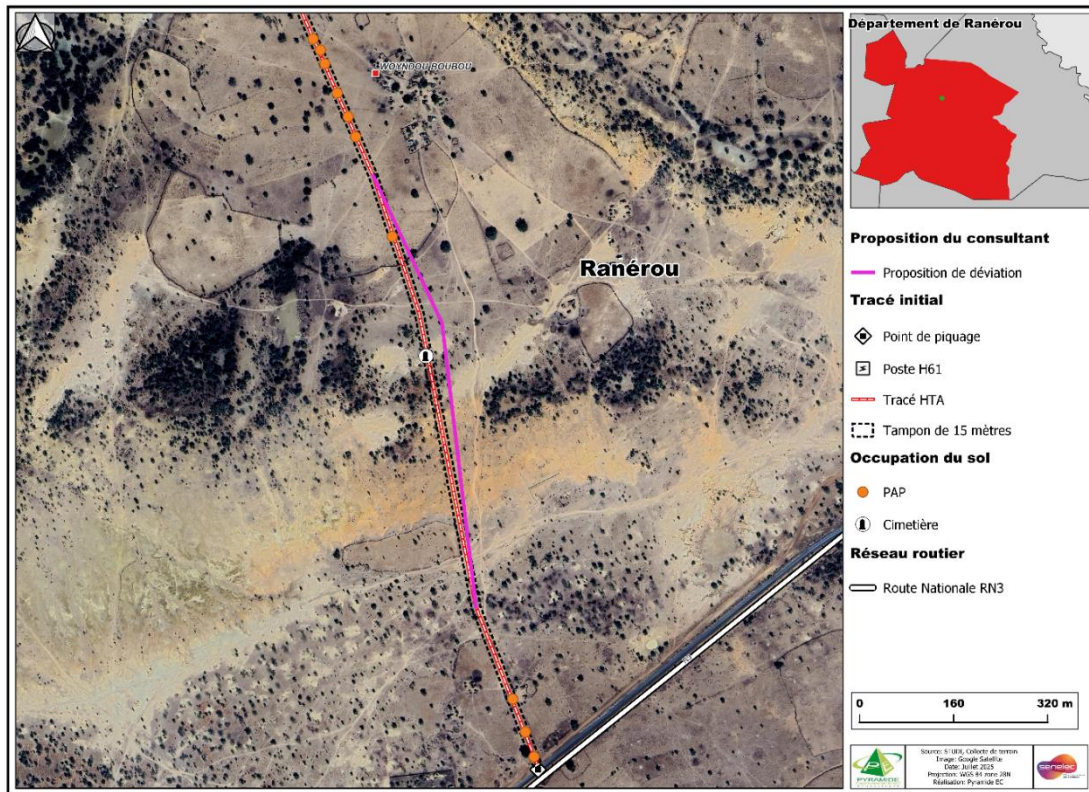 Département de Ranérou
WOYNDOU BOUBOU
Ranérou
Proposition du consultant
Proposition de déviation
Tracé initial
Point de piquage
Poste H61
Tracé HTA
Tampon de 15 mètres
Occupation du sol
PAP
Cimetière
Réseau routier
Route Nationale RN3
0 160 320 m
Source: STUDI, Collecte de terrain
Image: Google Satellite
Date: Juillet 2025
Projection: WGS 84 zone 28N
Réalisation: Pyramide EC
PYRAMIDE
senelec